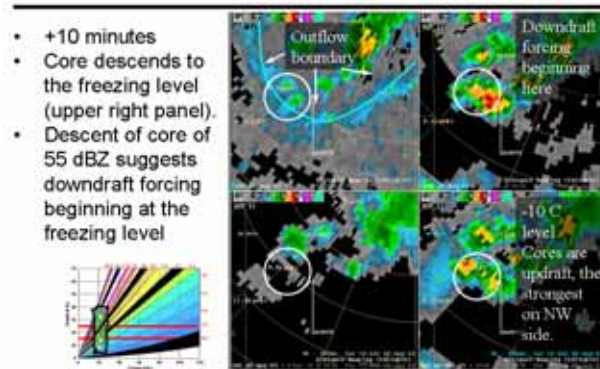 • +10 minutes
• Core descends to
the freezing level
(upper right panel).
• Descent of core of
55 dBZ suggests
downdraft forcing
beginning at the
freezing level
Outflow
boundary
Downdraft
forcing
beginning
here
-10 C
level
Cores are
updraft, the
strongest
on NW
side.